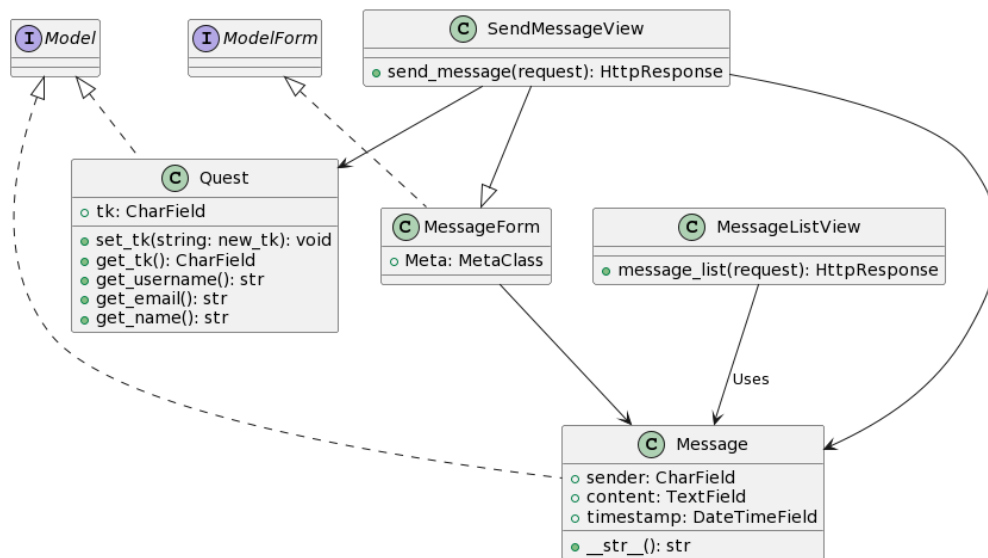 I Model
I ModelForm
C SendMessageView
send_message(request): HttpResponse
C Quest
tk: CharField
set_tk(string: new_tk): void
get_tk(): CharField
get_username(): str
get_email(): str
get_name(): str
C MessageForm
Meta: MetaClass
C MessageListView
message_list(request): HttpResponse
Uses
C Message
sender: CharField
content: TextField
timestamp: DateTimeField
__str__(): str